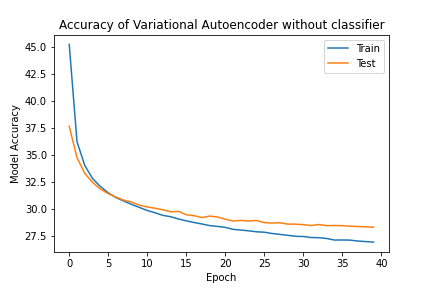 Accuracy of Variational Autoencoder without classifier
Train
Test
45.0
42.5
40.0
37.5
35.0
32.5
30.0
27.5
Model Accuracy
0 5 10 15 20 25 30 35 40
Epoch